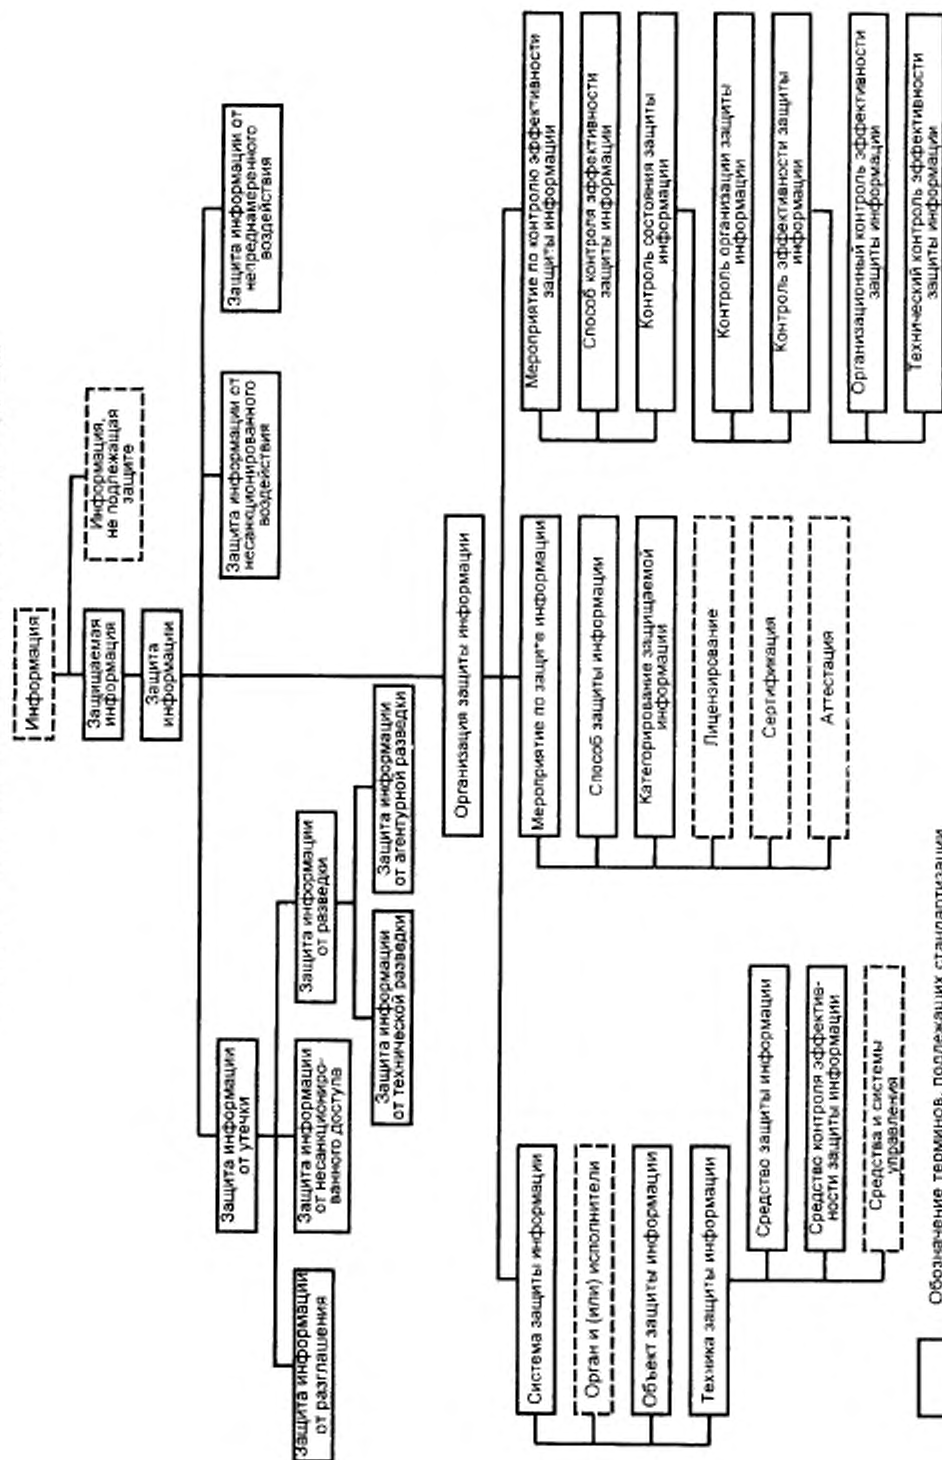 Информация
Информация,
не подлежащая
защите
Защищаемая
информация
Защита
информации
Защита информации
от утечки
Защита информации от
несанкционированного
воздействия
Защита информации от
непреднамеренного
воздействия
Защита информации
от разглашения
Защита информации
от несанкциониро-
ванного доступа
Защита информации
от разведки
Защита информации
от технической разведки
Защита информации
от агентурной разведки
Организация защиты информации
Система защиты информации
Орган и (или) исполнители
Объект защиты информации
Техника защиты информации
Средство защиты информации
Средство контроля эффектив-
ности защиты информации
Средства и системы
управления
Мероприятие по защите информации
Способ защиты информации
Категорирование защищаемой
информации
Лицензирование
Сертификация
Аттестация
Мероприятие по контролю эффективности
защиты информации
Способ контроля эффективности
защиты информации
Контроль состояния защиты
информации
Контроль организации защиты
информации
Контроль эффективности защиты
информации
Организационный контроль эффективности
защиты информации
Технический контроль эффективности
защиты информации
Обозначение терминов, подлежащих стандартизации